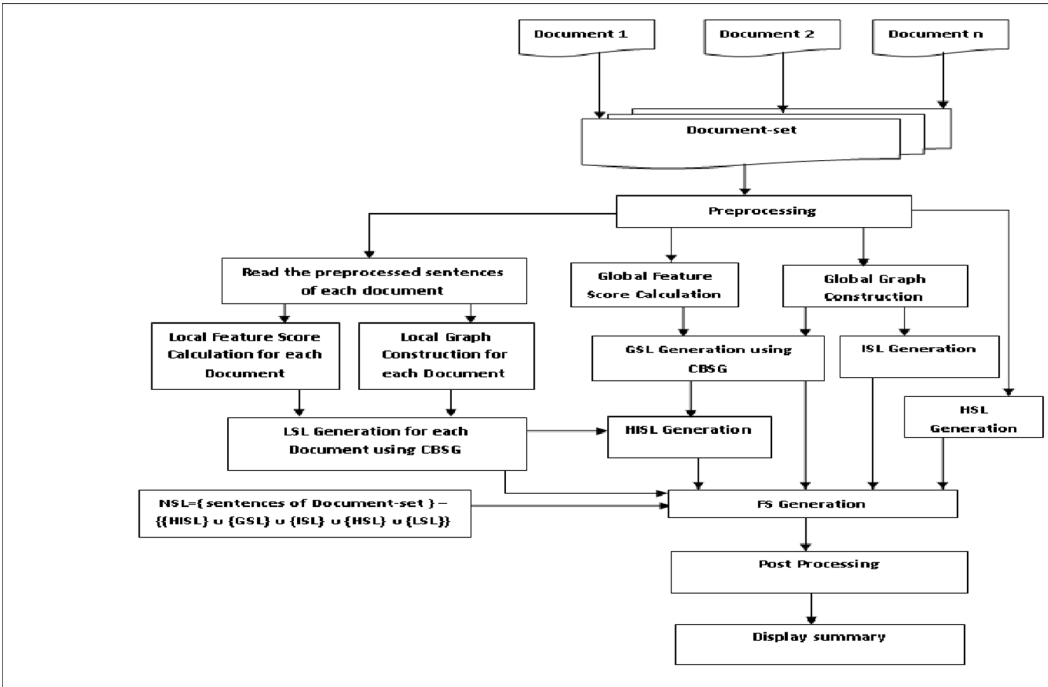 Document 1
Document 2
Document n
Document-set
Preprocessing
Read the preprocessed sentences
of each document
Global Feature
Score Calculation
Global Graph
Construction
Local Feature Score
Calculation for each
Document
Local Graph
Construction for
each Document
GSL Generation using
CBSG
ISL Generation
HSL
Generation
LSL Generation for each
Document using CBSG
HISL Generation
NSL={ sentences of Document-set } –
{{HISL} ∪ {GSL} ∪ {ISL} ∪ {HSL} ∪ {LSL}}
FS Generation
Post Processing
Display summary